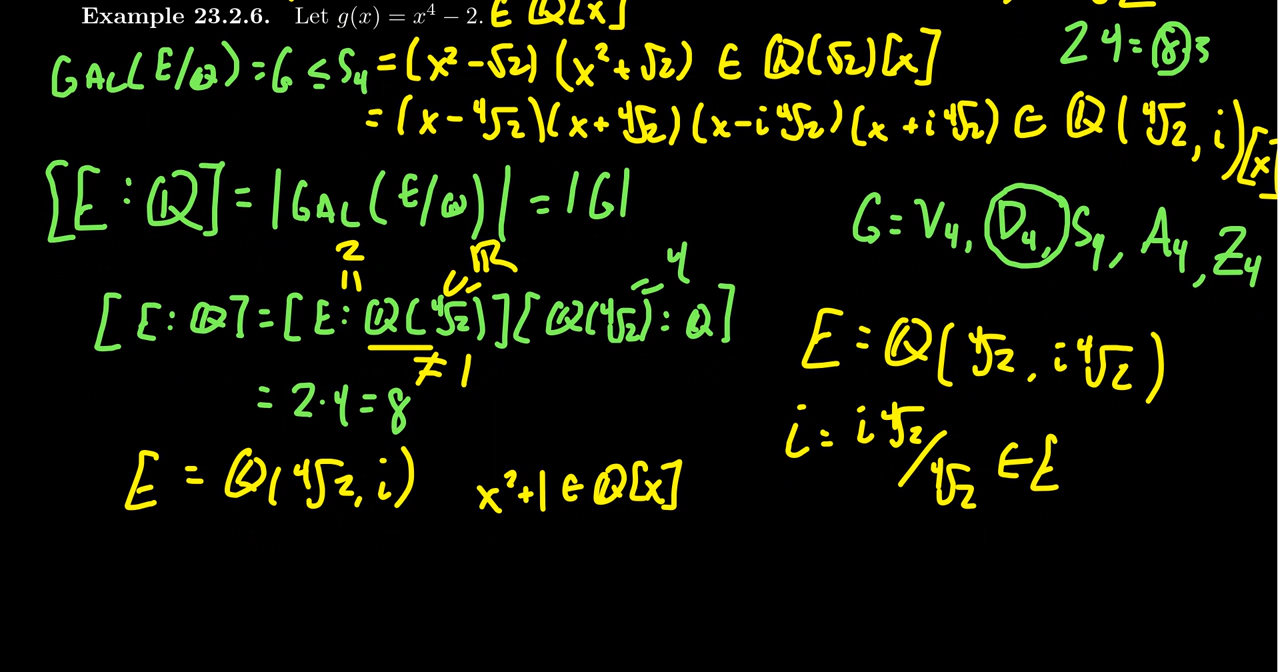 Example 23.2.6. Let g(x) = x⁴ − 2. ∈ ℚ[x]
GAL(E/ℚ) = G ≤ S₄ = (x² − √2)(x² + √2) ∈ ℚ(√2)[x]
24 = 8·3
= (x − ⁴√2)(x + ⁴√2)(x − i⁴√2)(x + i⁴√2) ∈ ℚ(⁴√2, i)[x]
[E : ℚ] = |GAL(E/ℚ)| = |G|
G = V₄, D₄, S₄, A₄, Z₄
2 ℝ 4
[E : ℚ] = [E : ℚ(⁴√2)][ℚ(⁴√2) : ℚ]
≠ 1
= 2·4 = 8
E = ℚ(⁴√2, i⁴√2)
i = i⁴√2/⁴√2 ∈ E
E = ℚ(⁴√2, i) x² + 1 ∈ ℚ[x]